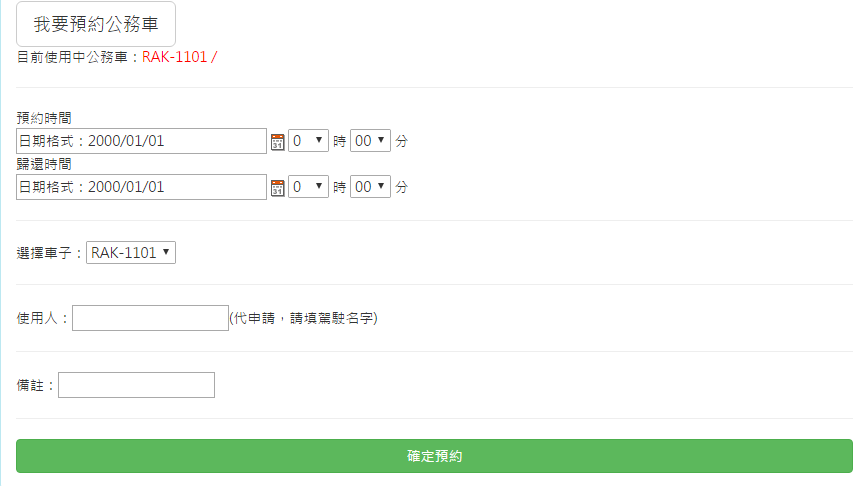 我要預約公務車
目前使用中公務車：RAK-1101 /
預約時間
日期格式：2000/01/01 31 0 時 00 分
歸還時間
日期格式：2000/01/01 31 0 時 00 分
選擇車子：RAK-1101
使用人：(代申請，請填駕駛名字)
備註：
確定預約